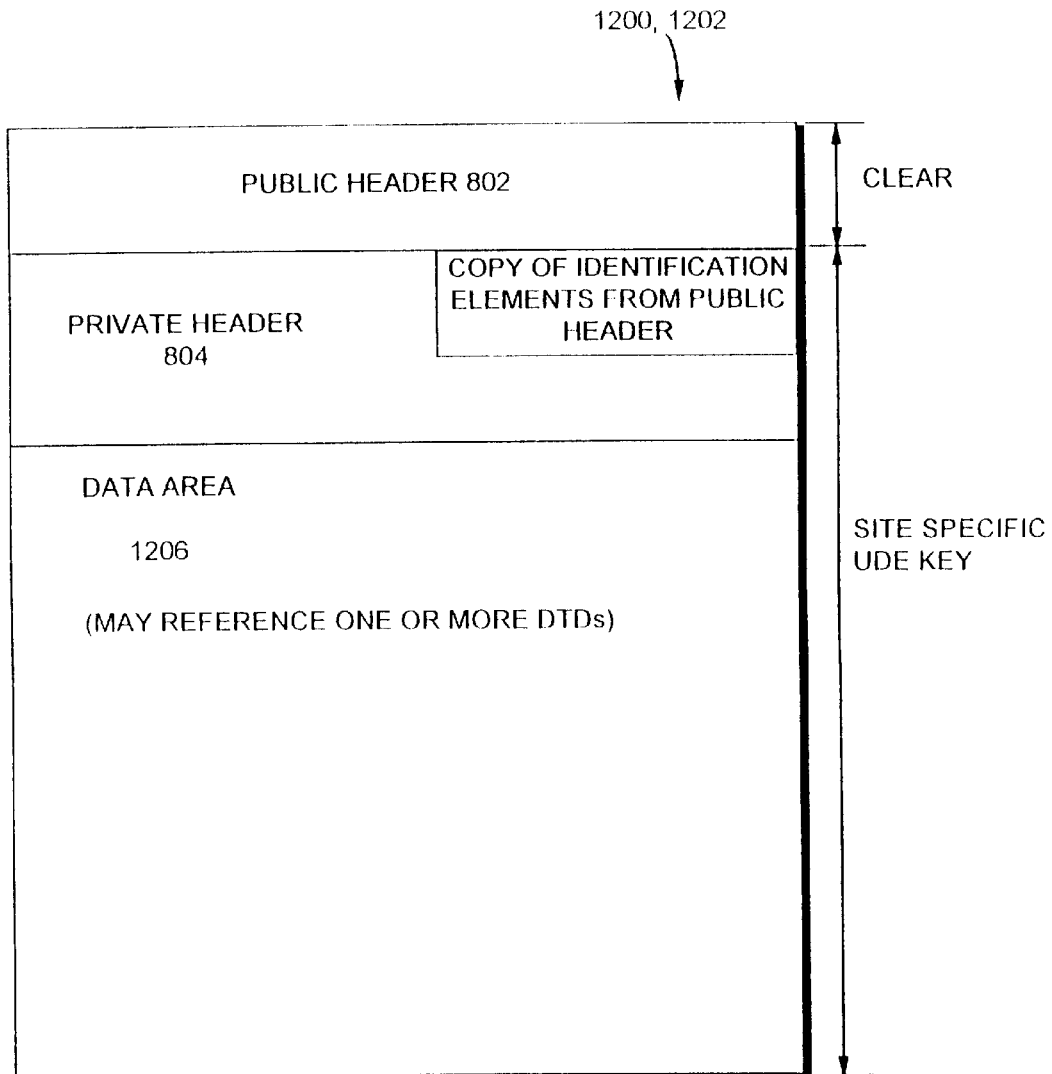 1200, 1202
PUBLIC HEADER 802
CLEAR
COPY OF IDENTIFICATION
ELEMENTS FROM PUBLIC
HEADER
PRIVATE HEADER
804
DATA AREA
1206
(MAY REFERENCE ONE OR MORE DTDs)
SITE SPECIFIC
UDE KEY